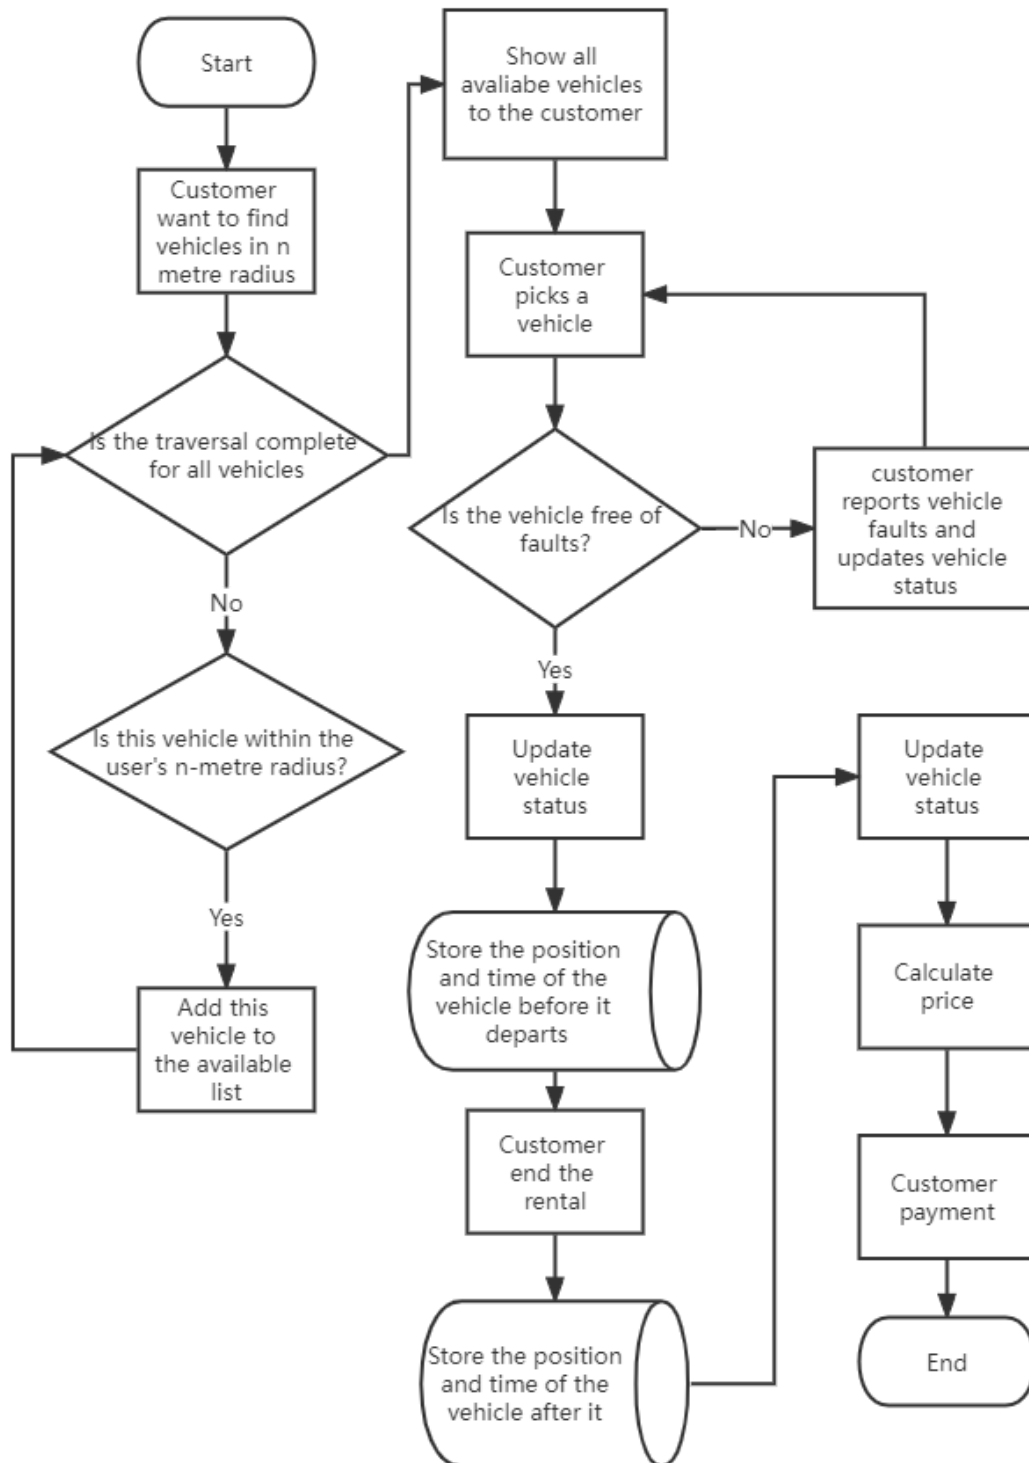 Start
Customer
want to find
vehicles in n
metre radius
Is the traversal complete
for all vehicles
No
Is this vehicle within the
user's n-metre radius?
Yes
Add this
vehicle to
the available
list
Show all
avaliabe vehicles
to the customer
Customer
picks a
vehicle
Is the vehicle free of
faults?
No
customer
reports vehicle
faults and
updates vehicle
status
Yes
Update
vehicle
status
Store the position
and time of the
vehicle before it
departs
Customer
end the
rental
Store the position
and time of the
vehicle after it
Update
vehicle
status
Calculate
price
Customer
payment
End